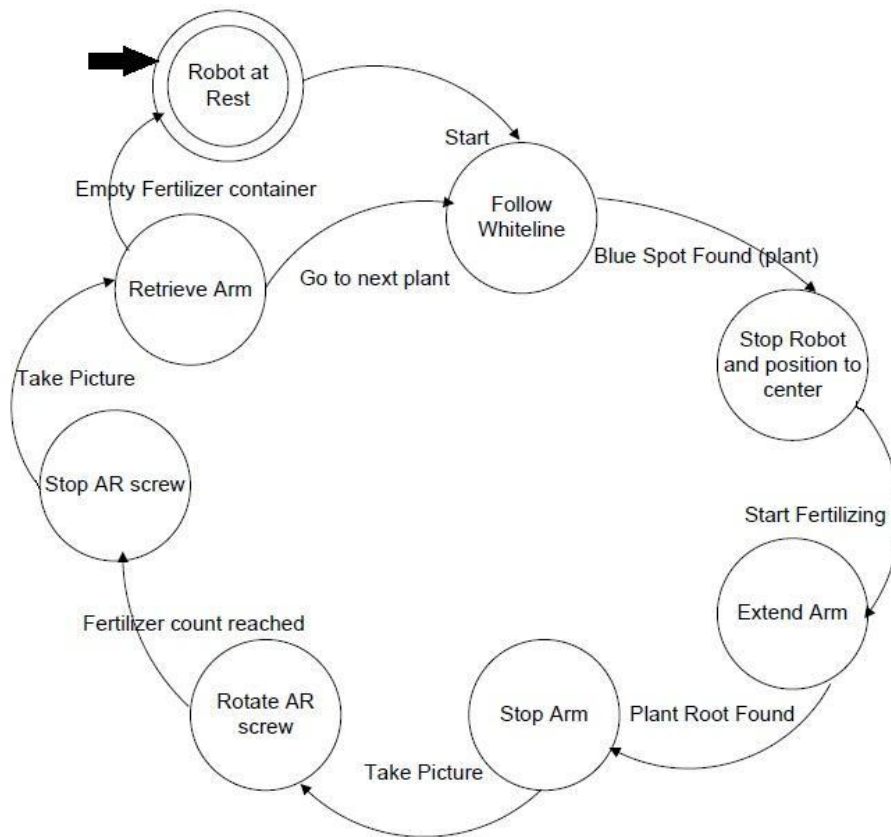 Robot at
Rest
Start
Empty Fertilizer container
Follow
Whiteline
Blue Spot Found (plant)
Retrieve Arm
Go to next plant
Stop Robot
and position to
center
Take Picture
Stop AR screw
Start Fertilizing
Extend Arm
Fertilizer count reached
Rotate AR
screw
Stop Arm
Plant Root Found
Take Picture